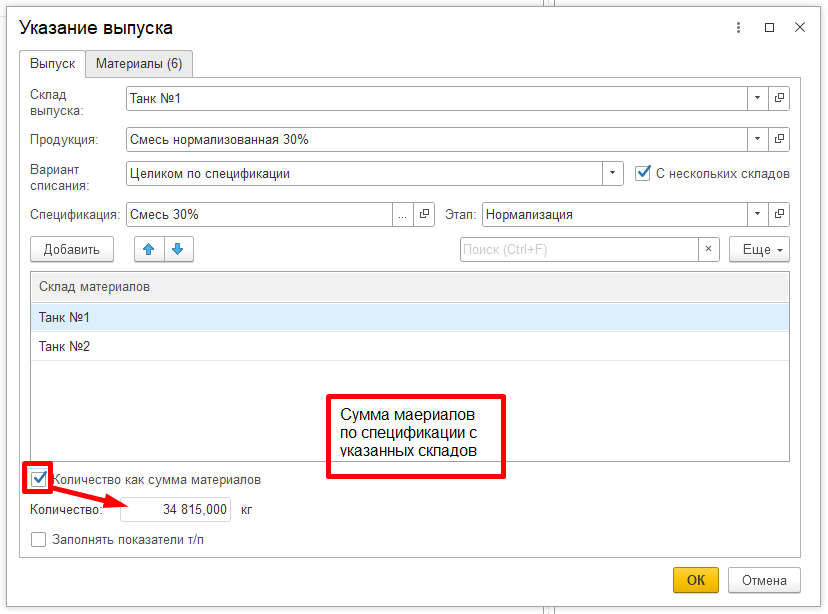 Указание выпуска
Выпуск
Материалы (6)
Склад
выпуска:
Танк №1
Продукция:
Смесь нормализованная 30%
Вариант
списания:
Целиком по спецификации
С нескольких складов
Спецификация:
Смесь 30%
...
Этап:
Нормализация
Добавить
Поиск (Ctrl+F)
×
Еще
Склад материалов
Танк №1
Танк №2
Сумма маериалов
по спецификации с
указанных складов
Количество как сумма материалов
Количество:
34 815,000
кг
Заполнять показатели т/п
ОК
Отмена